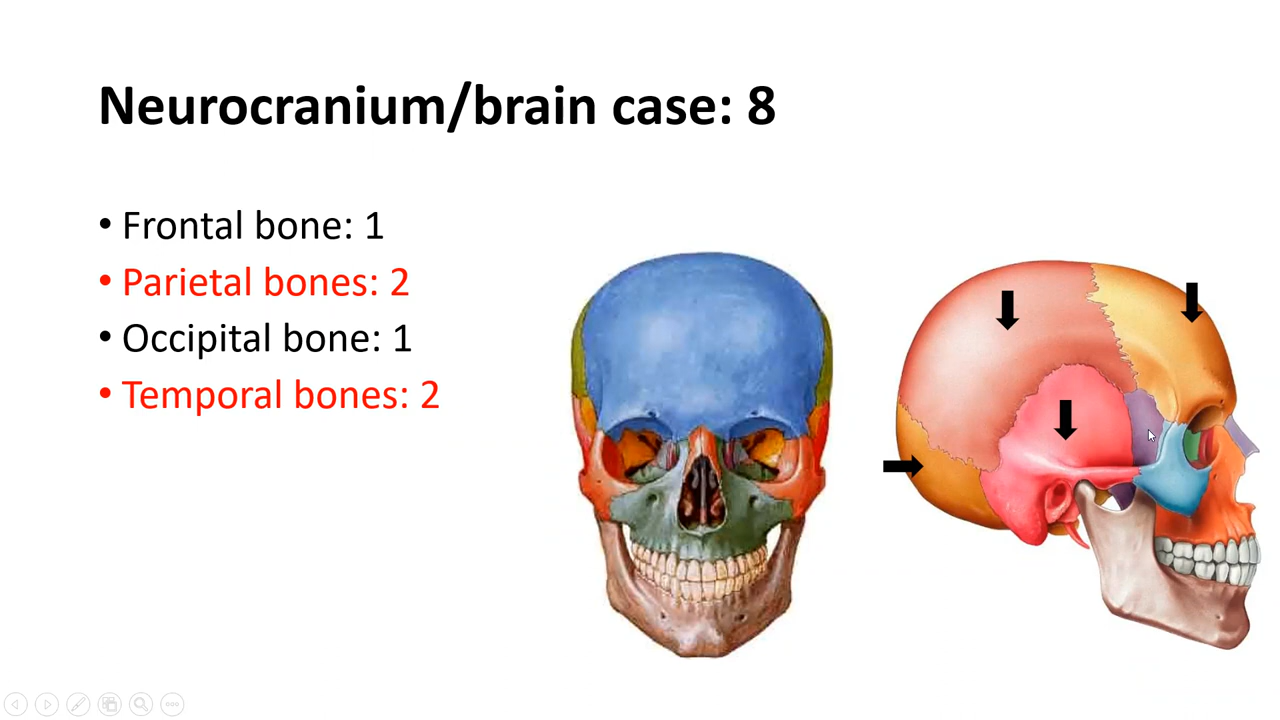 Neurocranium/brain case: 8
• Frontal bone: 1
• Parietal bones: 2
• Occipital bone: 1
• Temporal bones: 2